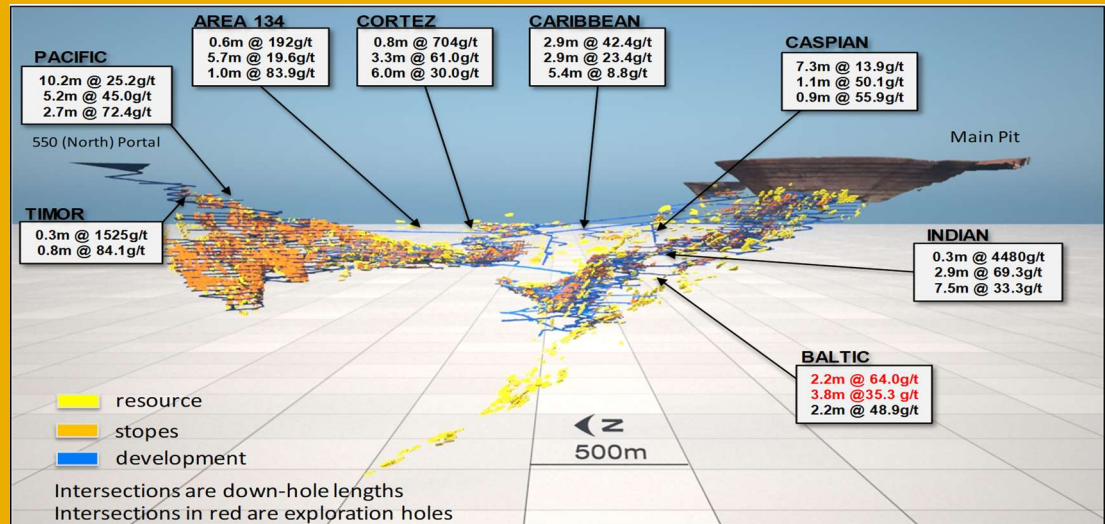 AREA 134
0.6m @ 192g/t
5.7m @ 19.6g/t
1.0m @ 83.9g/t
CORTEZ
0.8m @ 704g/t
3.3m @ 61.0g/t
6.0m @ 30.0g/t
CARIBBEAN
2.9m @ 42.4g/t
2.9m @ 23.4g/t
5.4m @ 8.8g/t
CASPIAN
7.3m @ 13.9g/t
1.1m @ 50.1g/t
0.9m @ 55.9g/t
PACIFIC
10.2m @ 25.2g/t
5.2m @ 45.0g/t
2.7m @ 72.4g/t
550 (North) Portal
Main Pit
TIMOR
0.3m @ 1525g/t
0.8m @ 84.1g/t
INDIAN
0.3m @ 4480g/t
2.9m @ 69.3g/t
7.5m @ 33.3g/t
BALTIC
2.2m @ 64.0g/t
3.8m @35.3 g/t
2.2m @ 48.9g/t
resource
stopes
development
N
500m
Intersections are down-hole lengths
Intersections in red are exploration holes